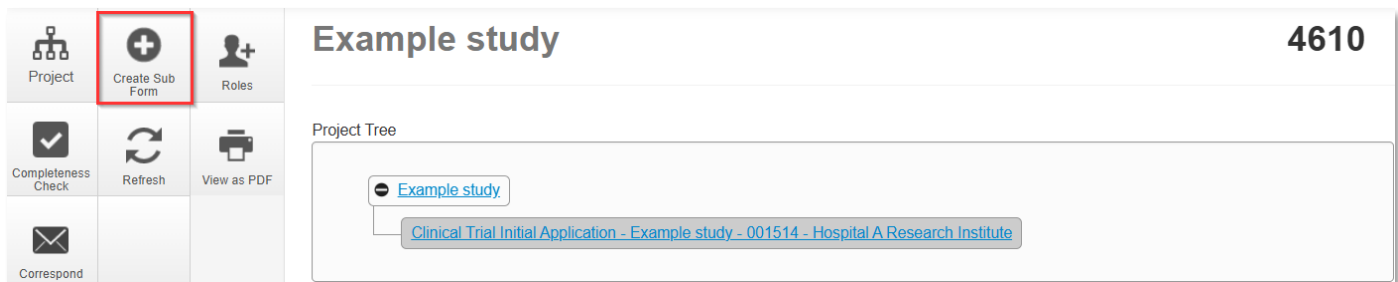 Project
Create Sub
Form
Roles
Example study
4610
Completeness
Check
Refresh
View as PDF
Project Tree
Example study
Clinical Trial Initial Application - Example study - 001514 - Hospital A Research Institute
Correspond